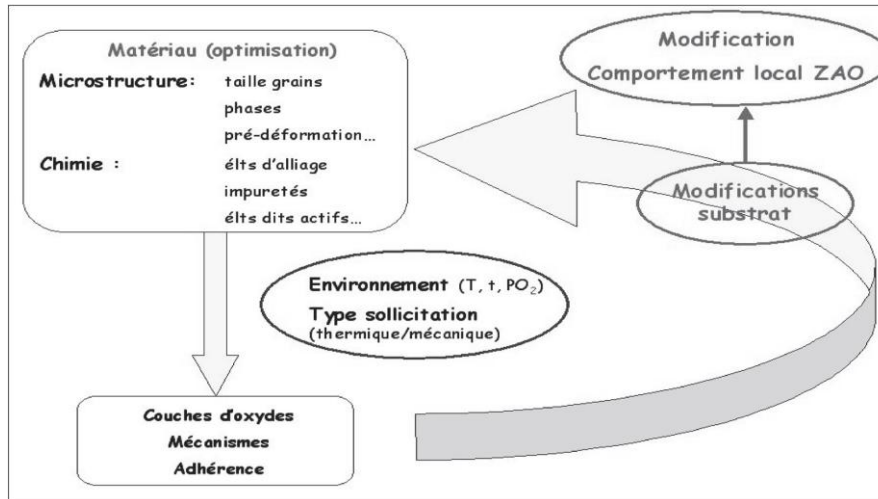 Matériau (optimisation)
Microstructure: taille grains
phases
pré-déformation...
Chimie : élts d'alliage
impuretés
élts dits actifs...
Modification
Comportement local ZAO
Modifications
substrat
Environnement (T, t, PO₂)
Type sollicitation
(thermique/mécanique)
Couches d'oxydes
Mécanismes
Adhérence